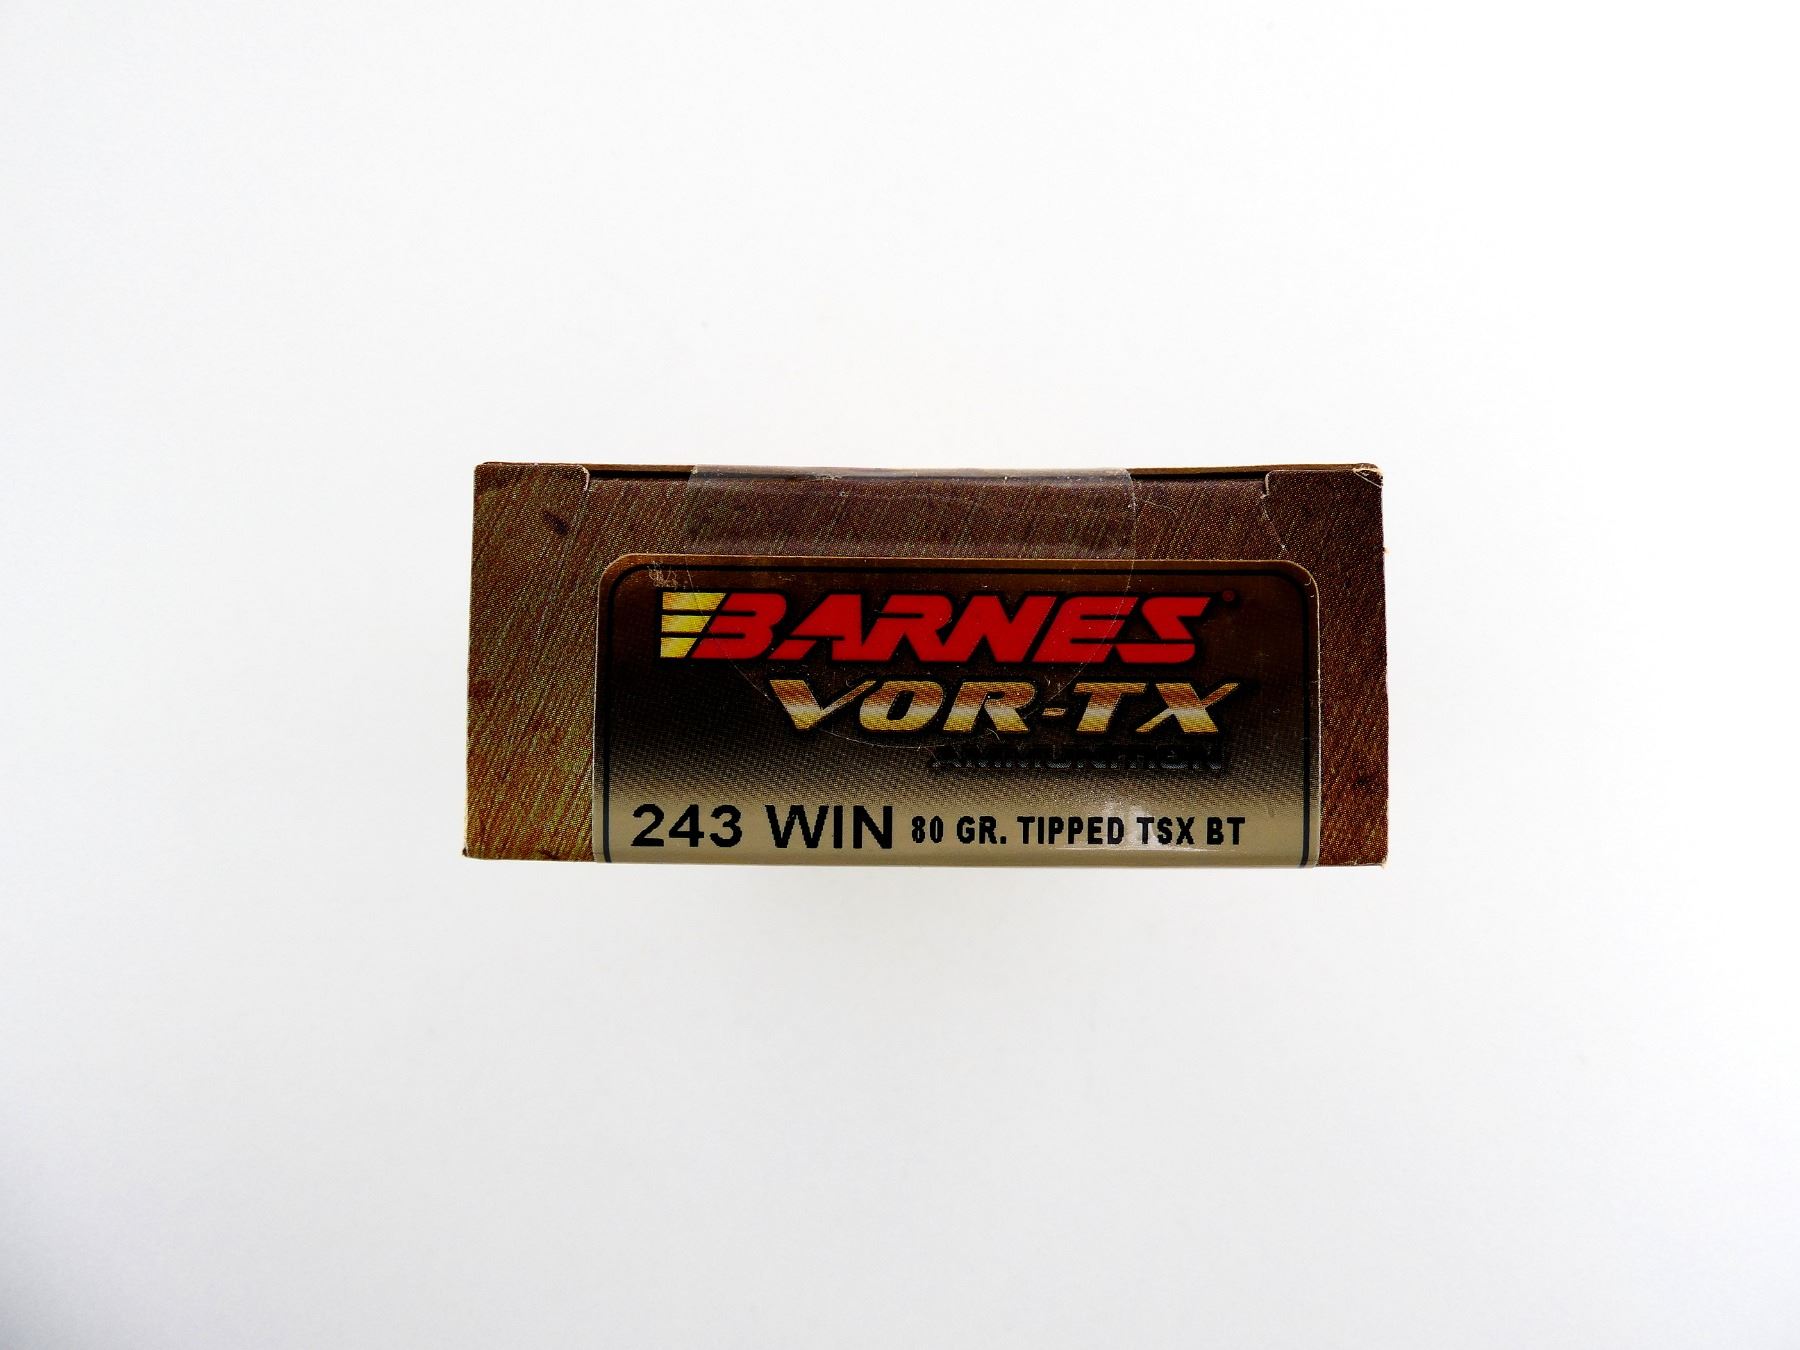 BARNES®
VOR-TX
AMMUNITION
243 WIN 80 GR. TIPPED TSX BT